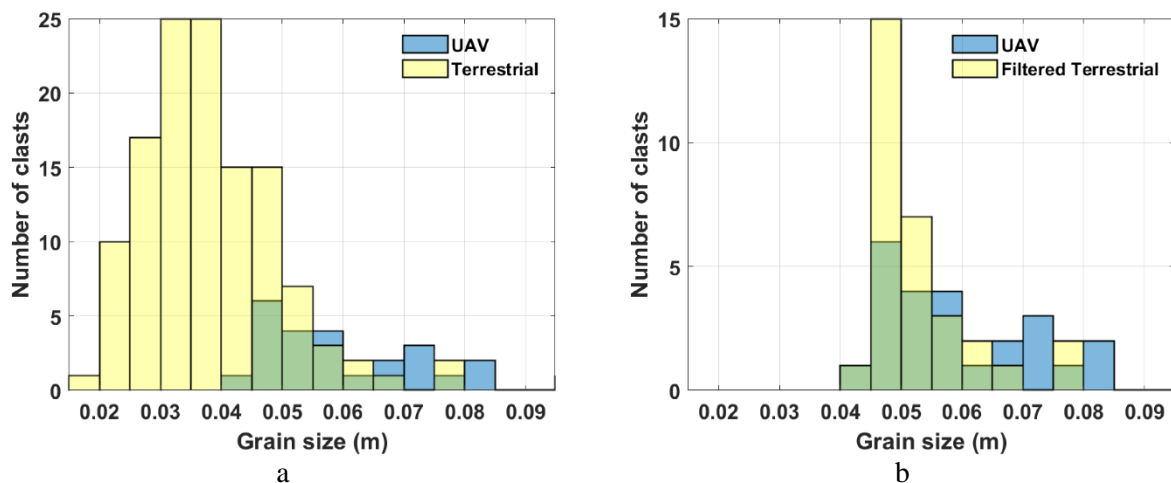 25
20
15
10
5
0
Number of clasts
UAV
Terrestrial
0.02 0.03 0.04 0.05 0.06 0.07 0.08 0.09
Grain size (m)
a
15
10
5
0
Number of clasts
UAV
Filtered Terrestrial
0.02 0.03 0.04 0.05 0.06 0.07 0.08 0.09
Grain size (m)
b